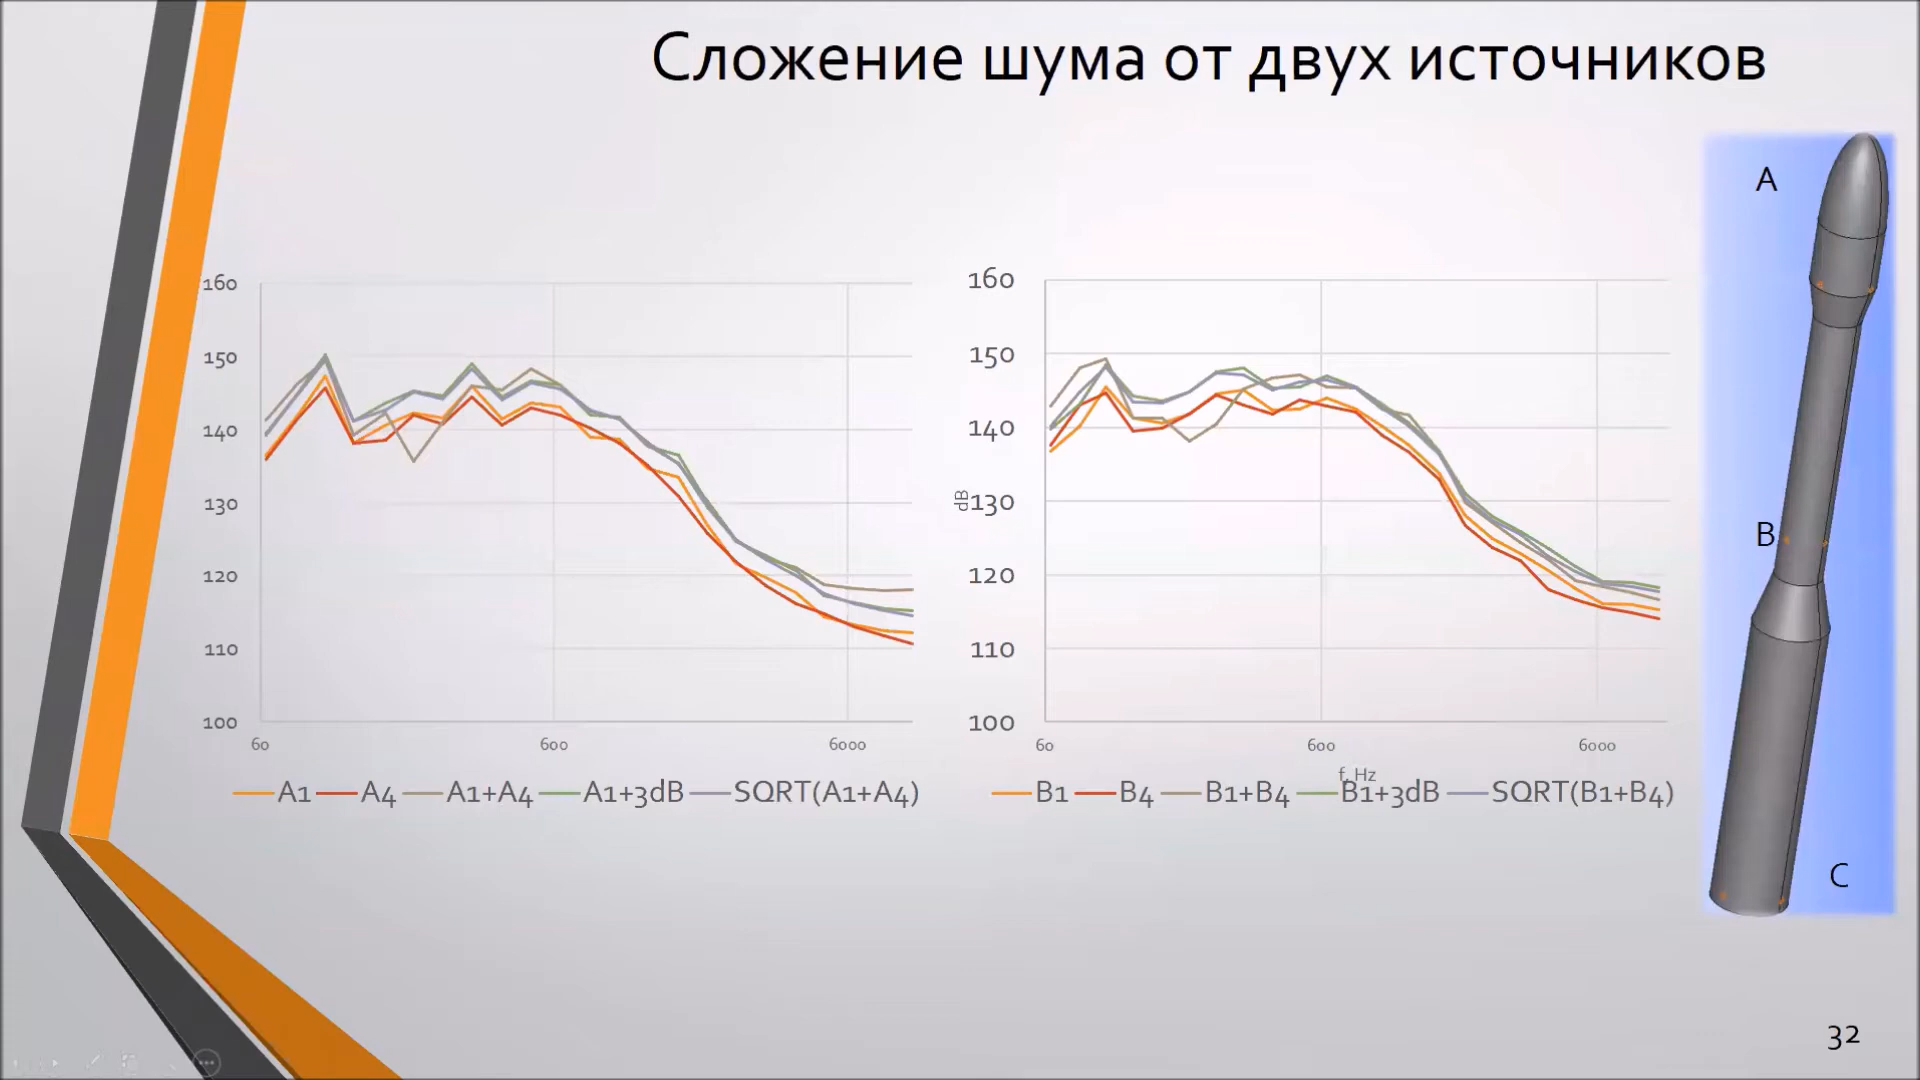 Сложение шума от двух источников
160
150
140
130
120
110
100
60
600
6000
A1 A4 A1+A4 A1+3dB SQRT(A1+A4)
160
150
140
130
120
110
100
dB
60
600
6000
f, Hz
B1 B4 B1+B4 B1+3dB SQRT(B1+B4)
A
B
C
32